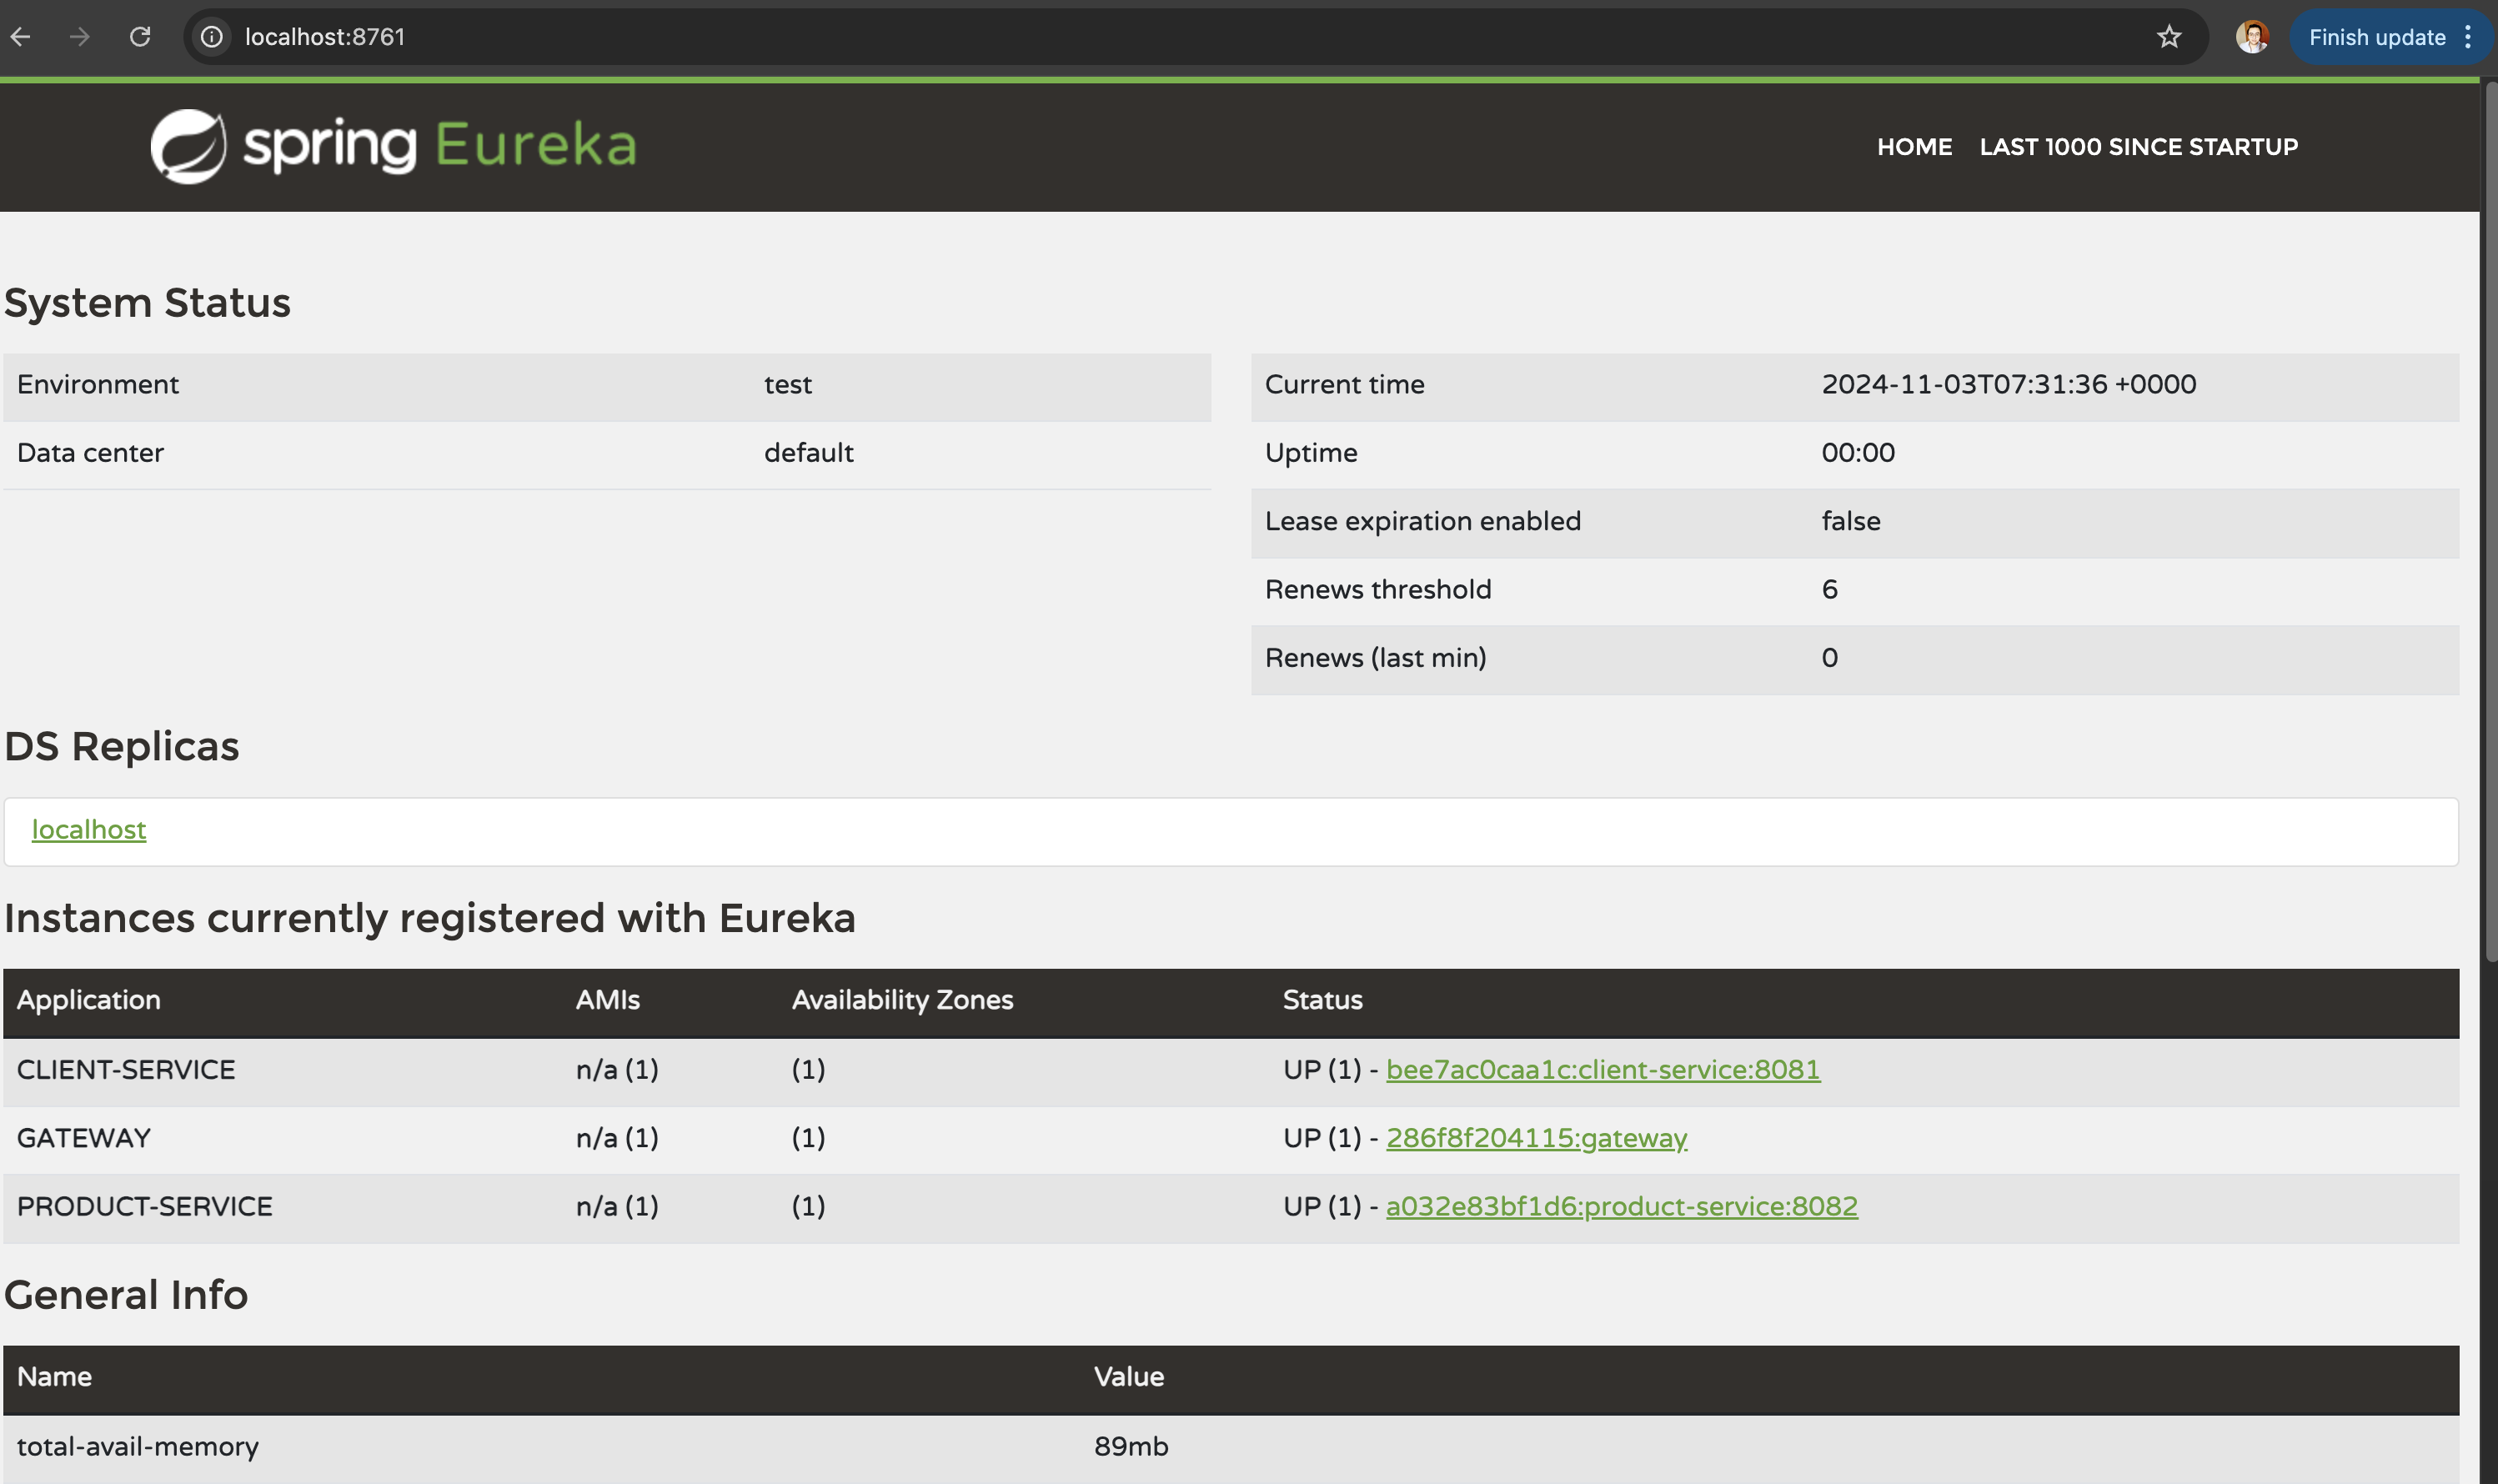 localhost:8761
Finish update
spring Eureka
HOME LAST 1000 SINCE STARTUP
System Status
Environment test
Data center default
Current time 2024-11-03T07:31:36 +0000
Uptime 00:00
Lease expiration enabled false
Renews threshold 6
Renews (last min) 0
DS Replicas
localhost
Instances currently registered with Eureka
Application AMIs Availability Zones Status
CLIENT-SERVICE n/a (1) (1) UP (1) - bee7ac0caa1c:client-service:8081
GATEWAY n/a (1) (1) UP (1) - 286f8f204115:gateway
PRODUCT-SERVICE n/a (1) (1) UP (1) - a032e83bf1d6:product-service:8082
General Info
Name Value
total-avail-memory 89mb